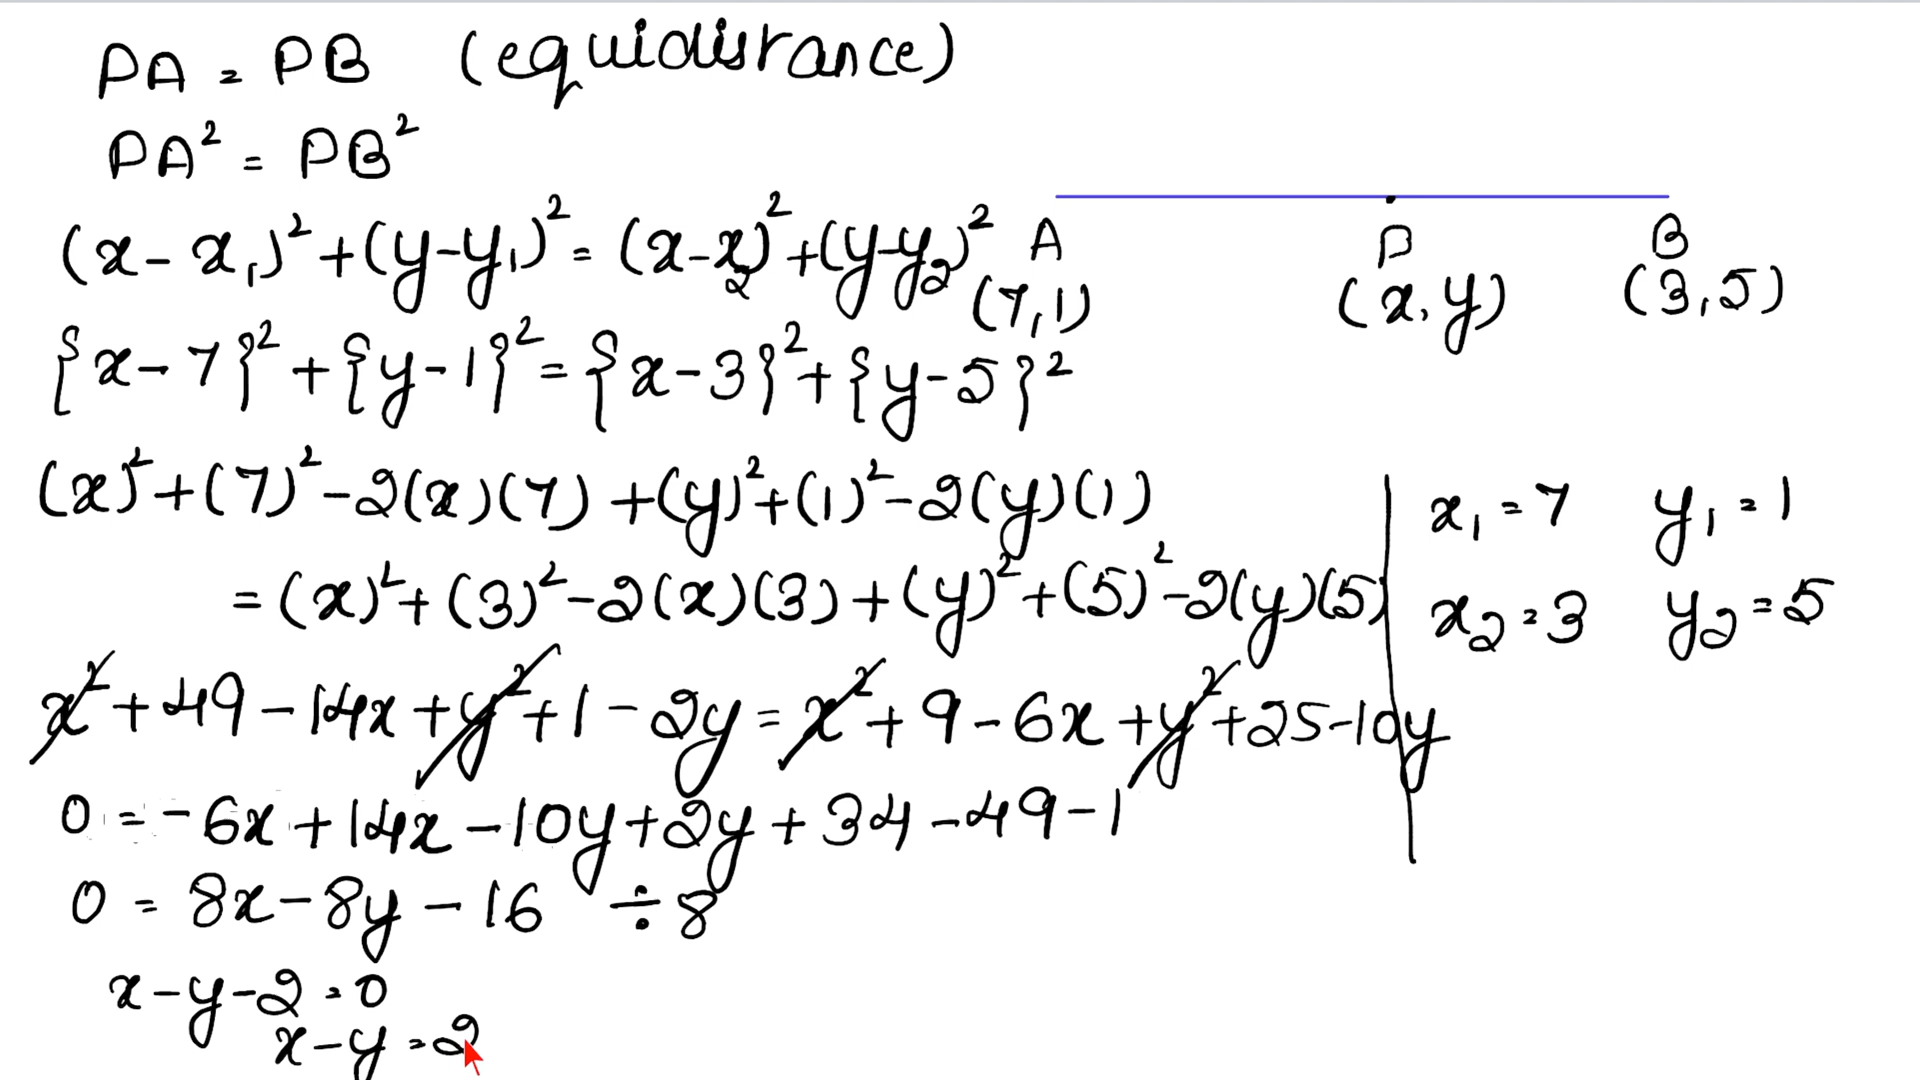 PA = PB (equidistance)
PA² = PB²
(x - x₁)² + (y - y₁)² = (x - x₂)² + (y - y₂)²
A P B
(7,1) (x,y) (3,5)
{x - 7}² + {y - 1}² = {x - 3}² + {y - 5}²
(x)² + (7)² - 2(x)(7) + (y)² + (1)² - 2(y)(1)
= (x)² + (3)² - 2(x)(3) + (y)² + (5)² - 2(y)(5)
x₁ = 7 y₁ = 1
x₂ = 3 y₂ = 5
x² + 49 - 14x + y² + 1 - 2y = x² + 9 - 6x + y² + 25 - 10y
0 = -6x + 14x - 10y + 2y + 34 - 49 - 1
0 = 8x - 8y - 16 ÷ 8
x - y - 2 = 0
x - y = 2